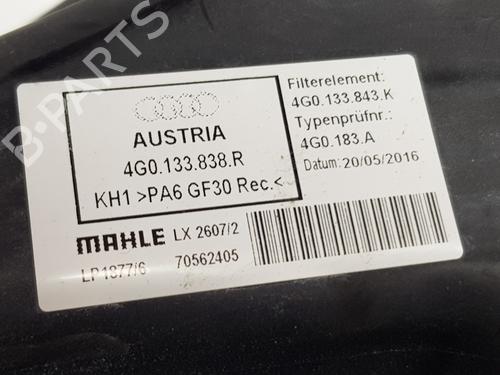 B-PARTS
AUSTRIA
4G0.133.838.R
KH1 >PA6 GF30 Rec.<
Filterelement:
4G0.133.843.K
Typenprüfnr.:
4G0.183.A
Datum: 20/05/2016
MAHLE LX 2607/2
LP1877/6 70562405